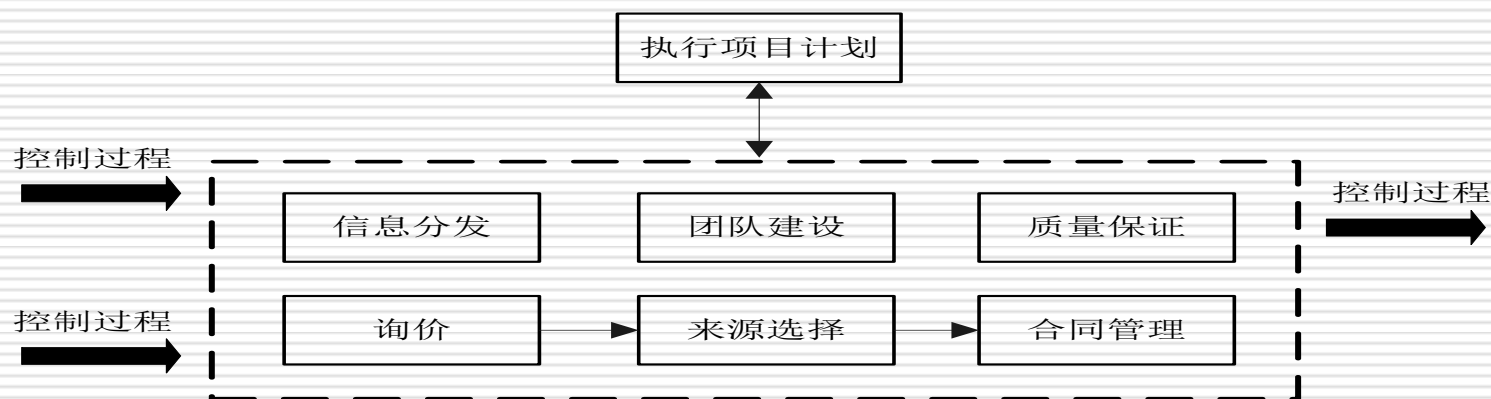 执行项目计划
控制过程
信息分发
团队建设
质量保证
控制过程
控制过程
询价
来源选择
合同管理